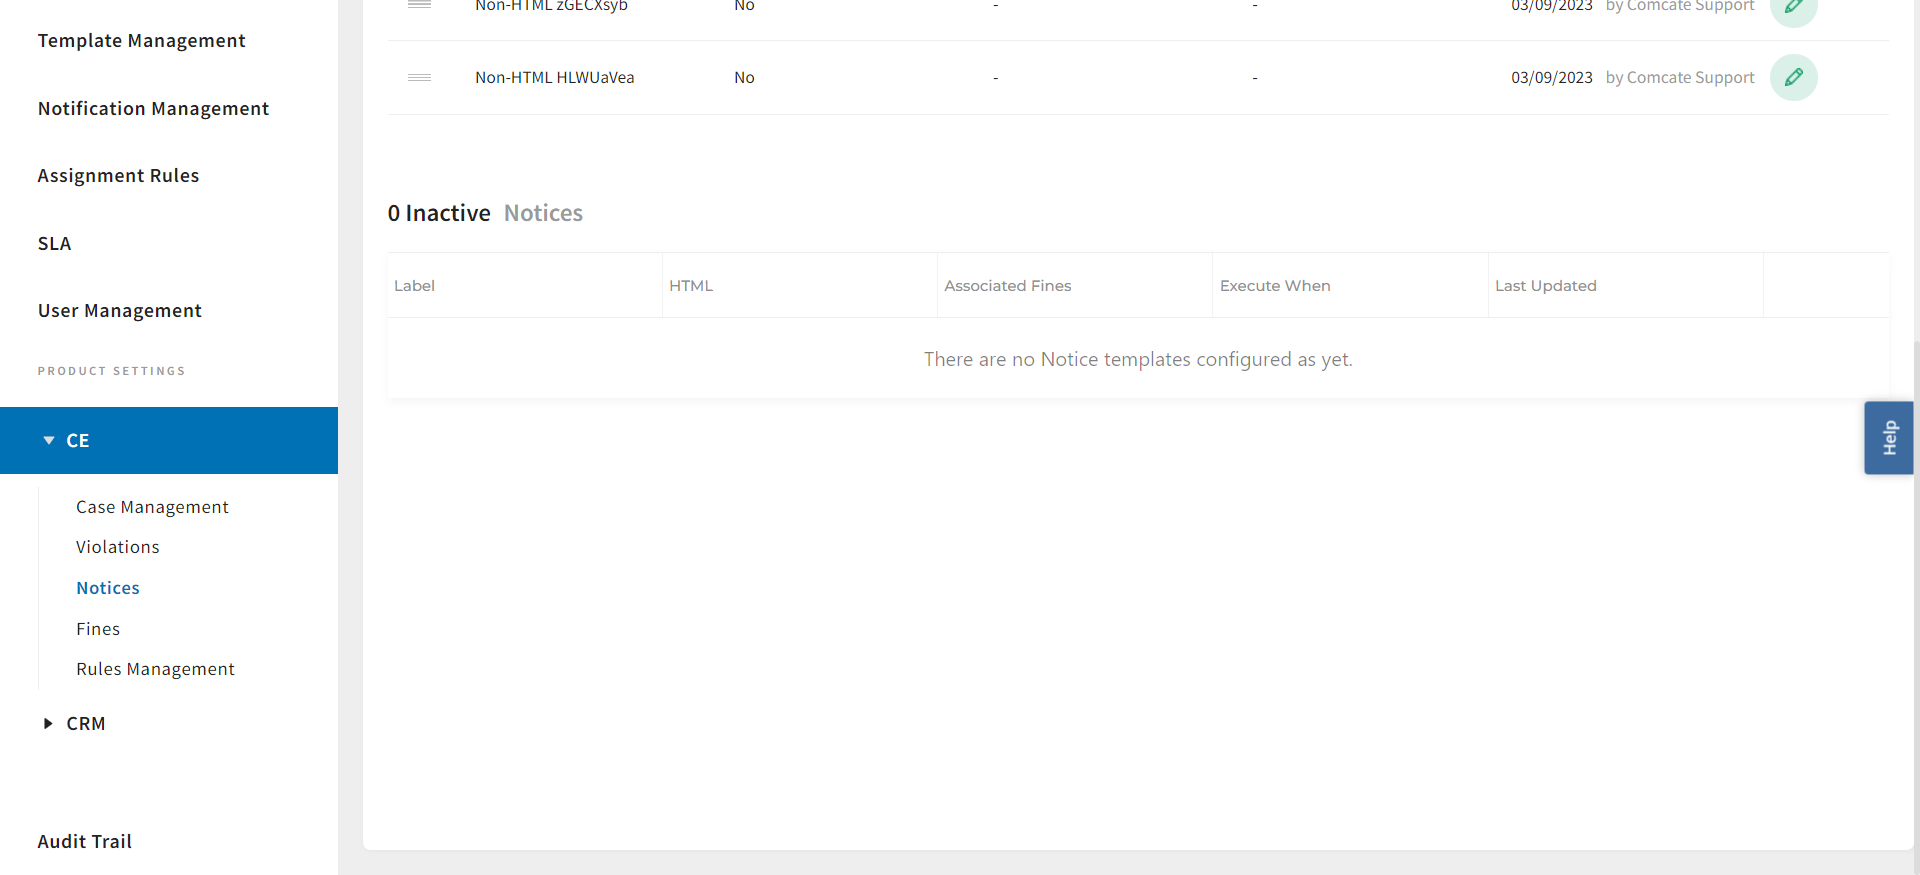 Template Management
Notification Management
Assignment Rules
SLA
User Management
PRODUCT SETTINGS
CE
Case Management
Violations
Notices
Fines
Rules Management
CRM
Audit Trail
Non-HTML zGECXsyb No - - 03/09/2023 by Comcate Support
Non-HTML HLWUaVea No - - 03/09/2023 by Comcate Support
0 Inactive Notices
Label HTML Associated Fines Execute When Last Updated
There are no Notice templates configured as yet.
Help